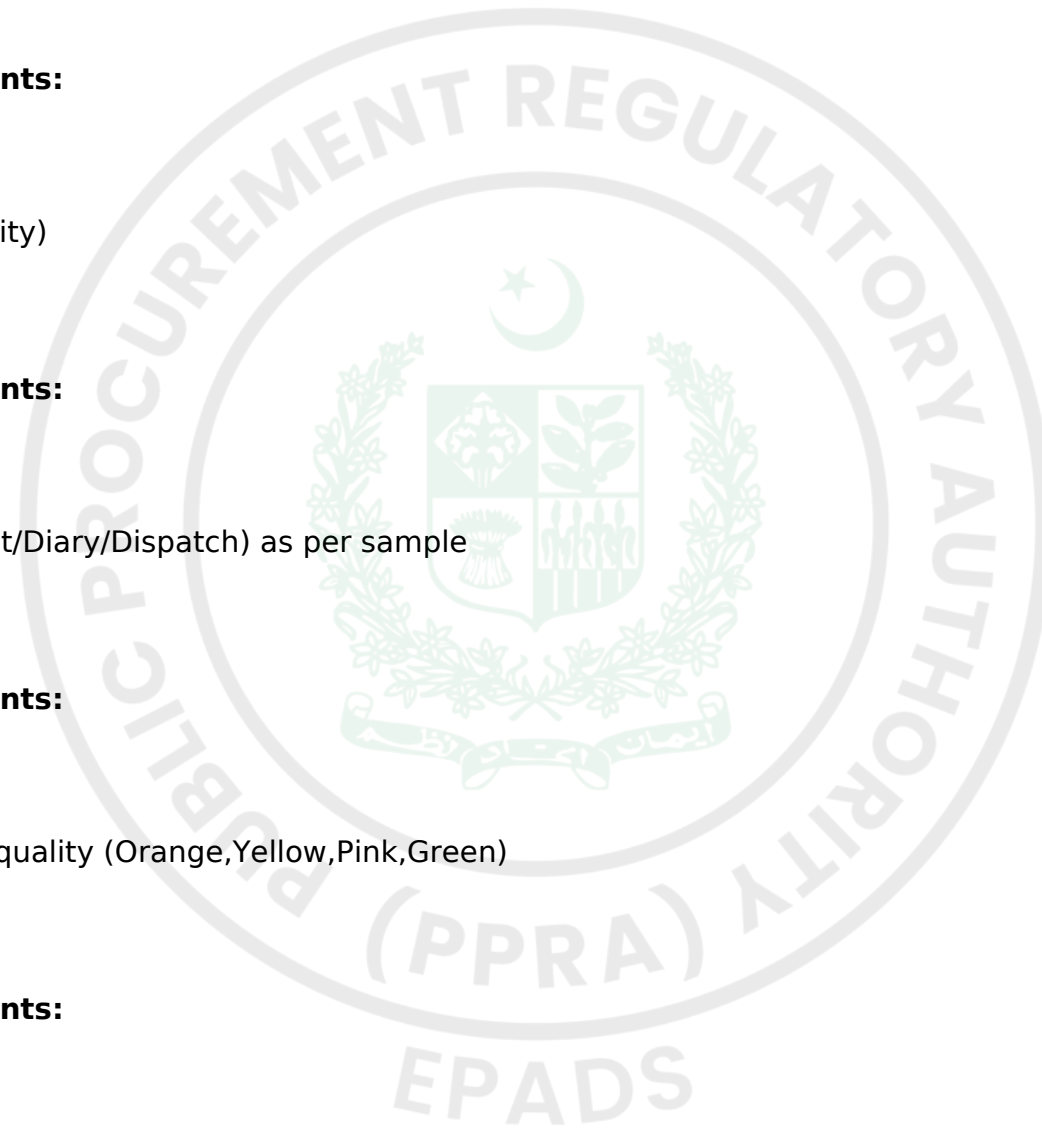 nts:
ity)
nts:
t/Diary/Dispatch) as per sample
nts:
quality (Orange,Yellow,Pink,Green)
nts:
PUBLIC PROCUREMENT REGULATORY AUTHORITY
(PPRA)
EPADS